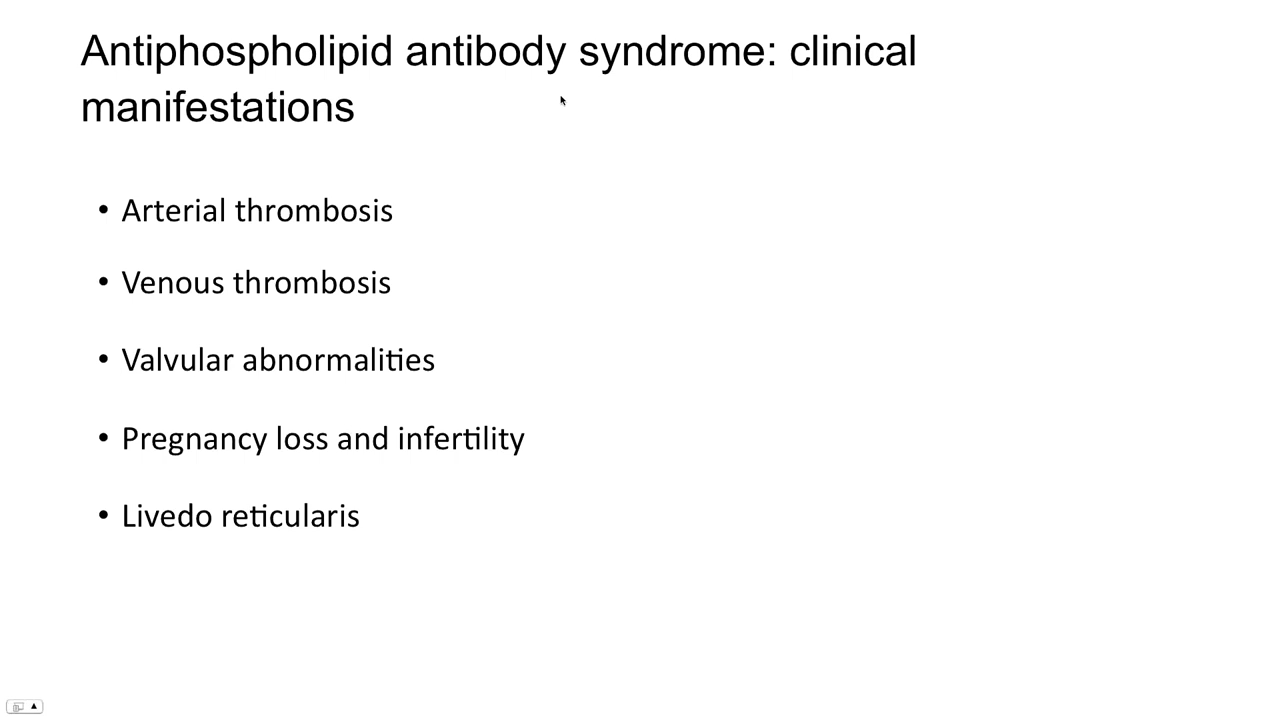 Antiphospholipid antibody syndrome: clinical
manifestations
• Arterial thrombosis
• Venous thrombosis
• Valvular abnormalities
• Pregnancy loss and infertility
• Livedo reticularis